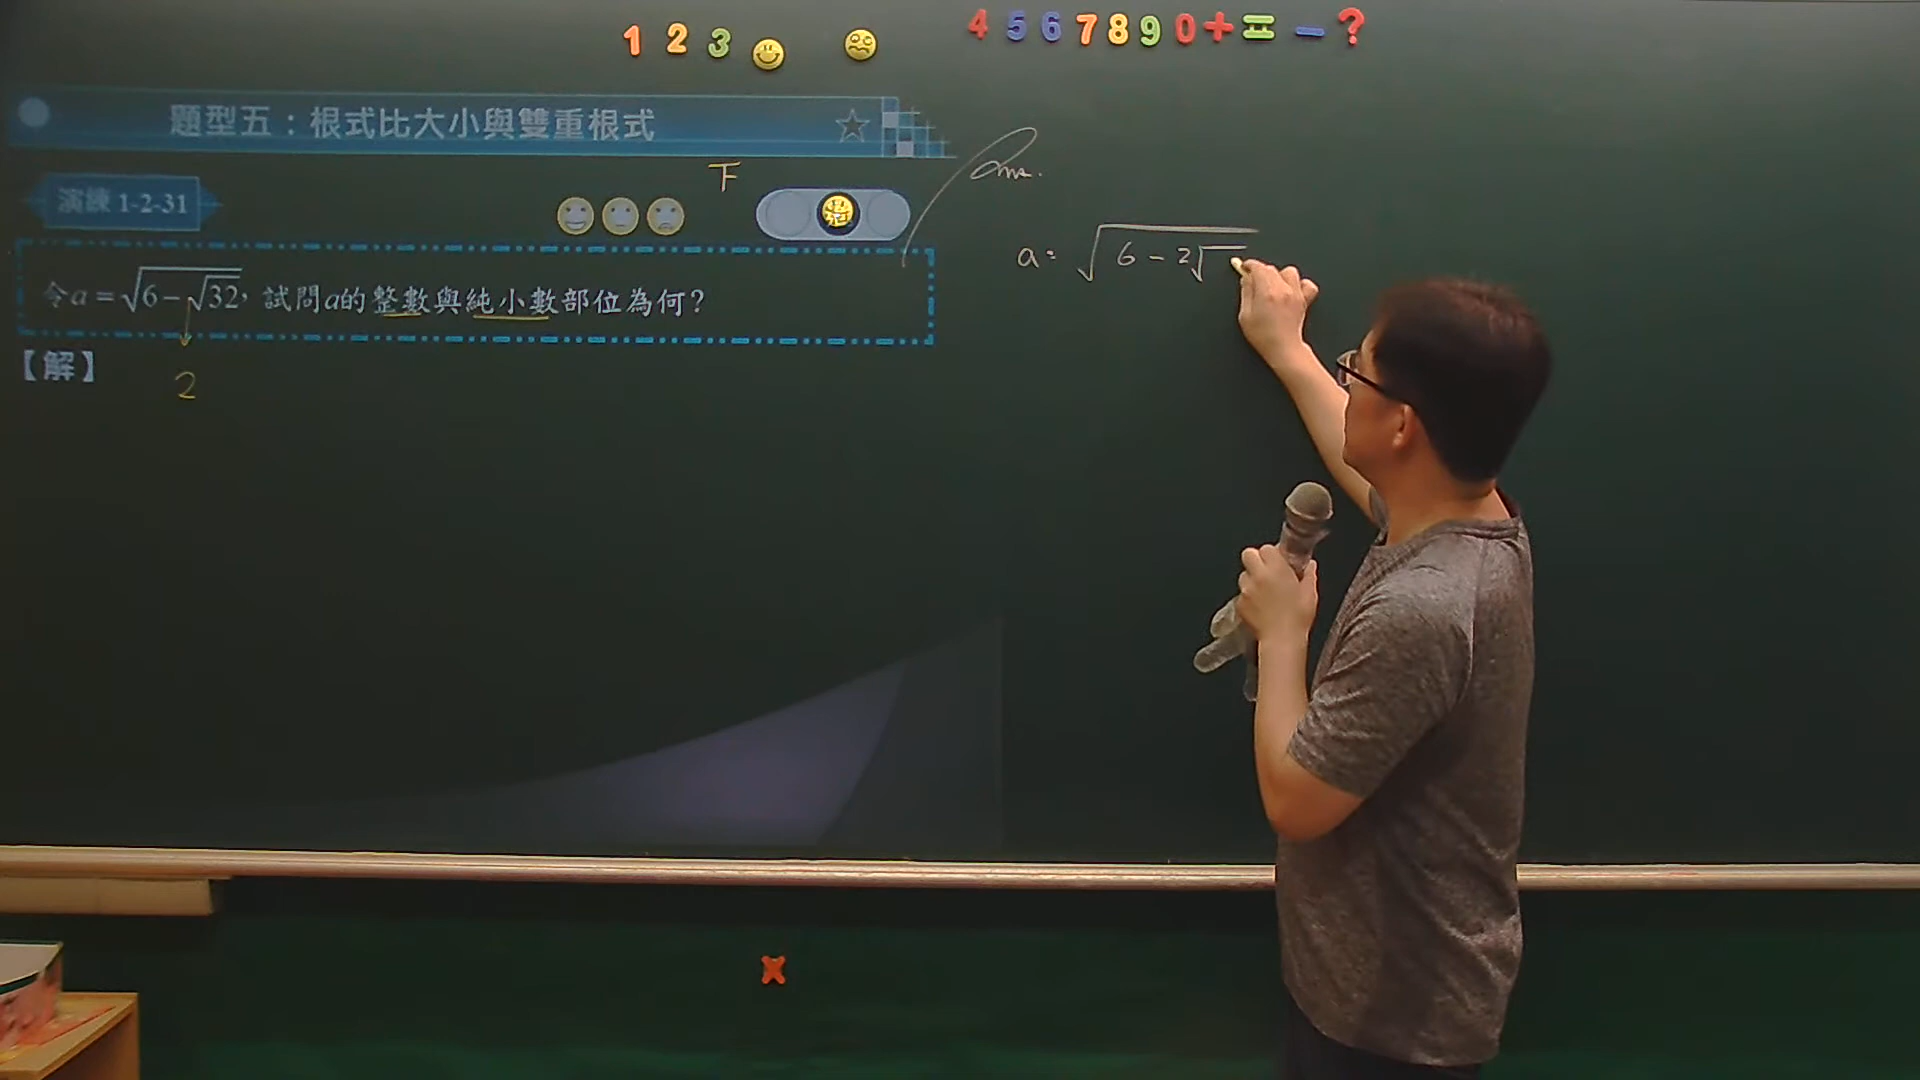 1 2 3
4 5 6 7 8 9 0 + = - ?
題型五：根式比大小與雙重根式
下
演練 1-2-31
令a=√(6-√32)，試問a的整數與純小數部位為何？
【解】
2
Ans.
a = √(6-2√
x